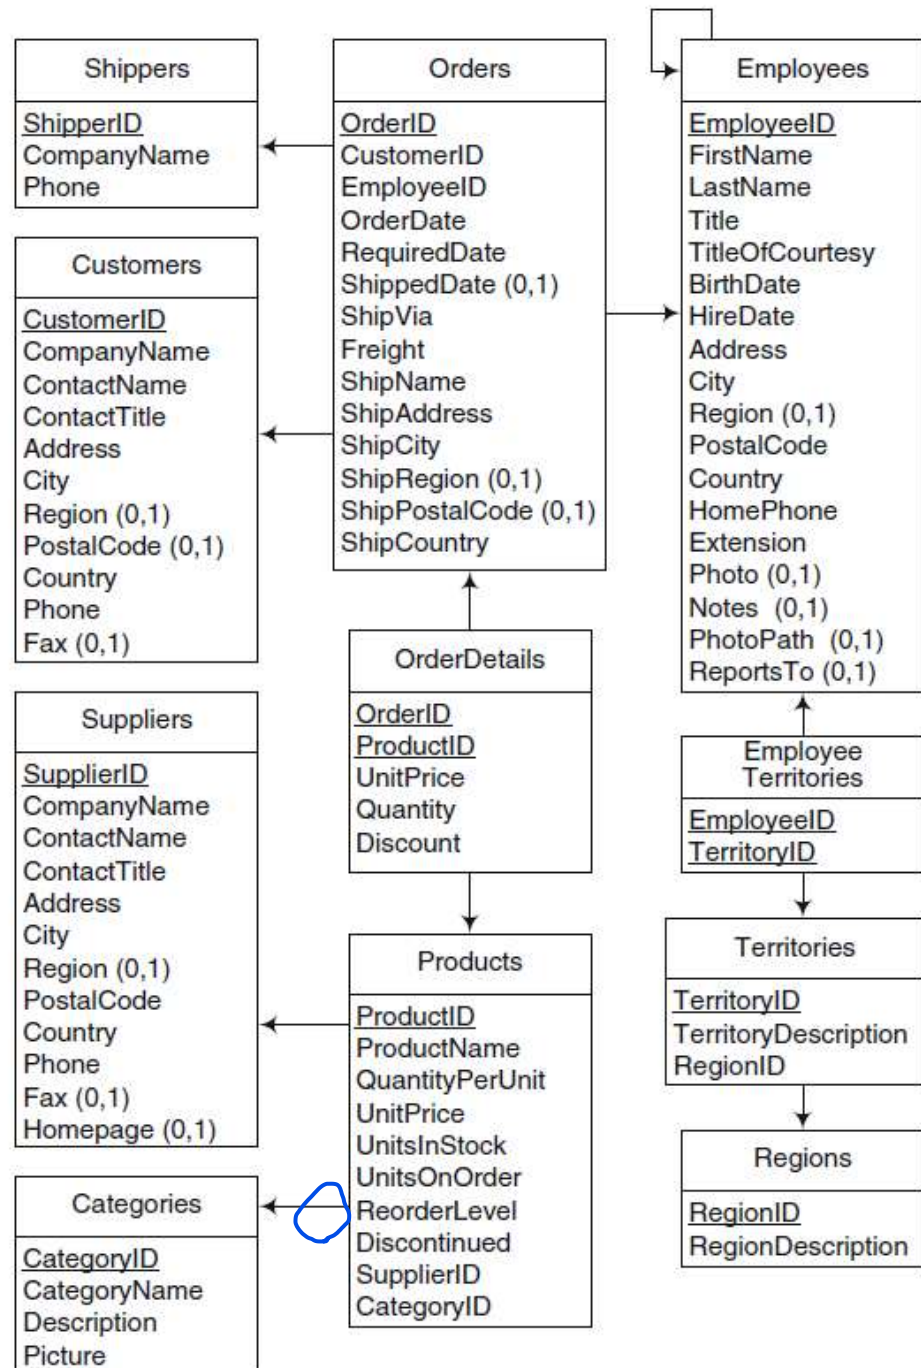 Shippers
ShipperID
CompanyName
Phone
Customers
CustomerID
CompanyName
ContactName
ContactTitle
Address
City
Region (0,1)
PostalCode (0,1)
Country
Phone
Fax (0,1)
Suppliers
SupplierID
CompanyName
ContactName
ContactTitle
Address
City
Region (0,1)
PostalCode
Country
Phone
Fax (0,1)
Homepage (0,1)
Categories
CategoryID
CategoryName
Description
Picture
Orders
OrderID
CustomerID
EmployeeID
OrderDate
RequiredDate
ShippedDate (0,1)
ShipVia
Freight
ShipName
ShipAddress
ShipCity
ShipRegion (0,1)
ShipPostalCode (0,1)
ShipCountry
OrderDetails
OrderID
ProductID
UnitPrice
Quantity
Discount
Products
ProductID
ProductName
QuantityPerUnit
UnitPrice
UnitsInStock
UnitsOnOrder
ReorderLevel
Discontinued
SupplierID
CategoryID
Employees
EmployeeID
FirstName
LastName
Title
TitleOfCourtesy
BirthDate
HireDate
Address
City
Region (0,1)
PostalCode
Country
HomePhone
Extension
Photo (0,1)
Notes (0,1)
PhotoPath (0,1)
ReportsTo (0,1)
Employee
Territories
EmployeeID
TerritoryID
Territories
TerritoryID
TerritoryDescription
RegionID
Regions
RegionID
RegionDescription